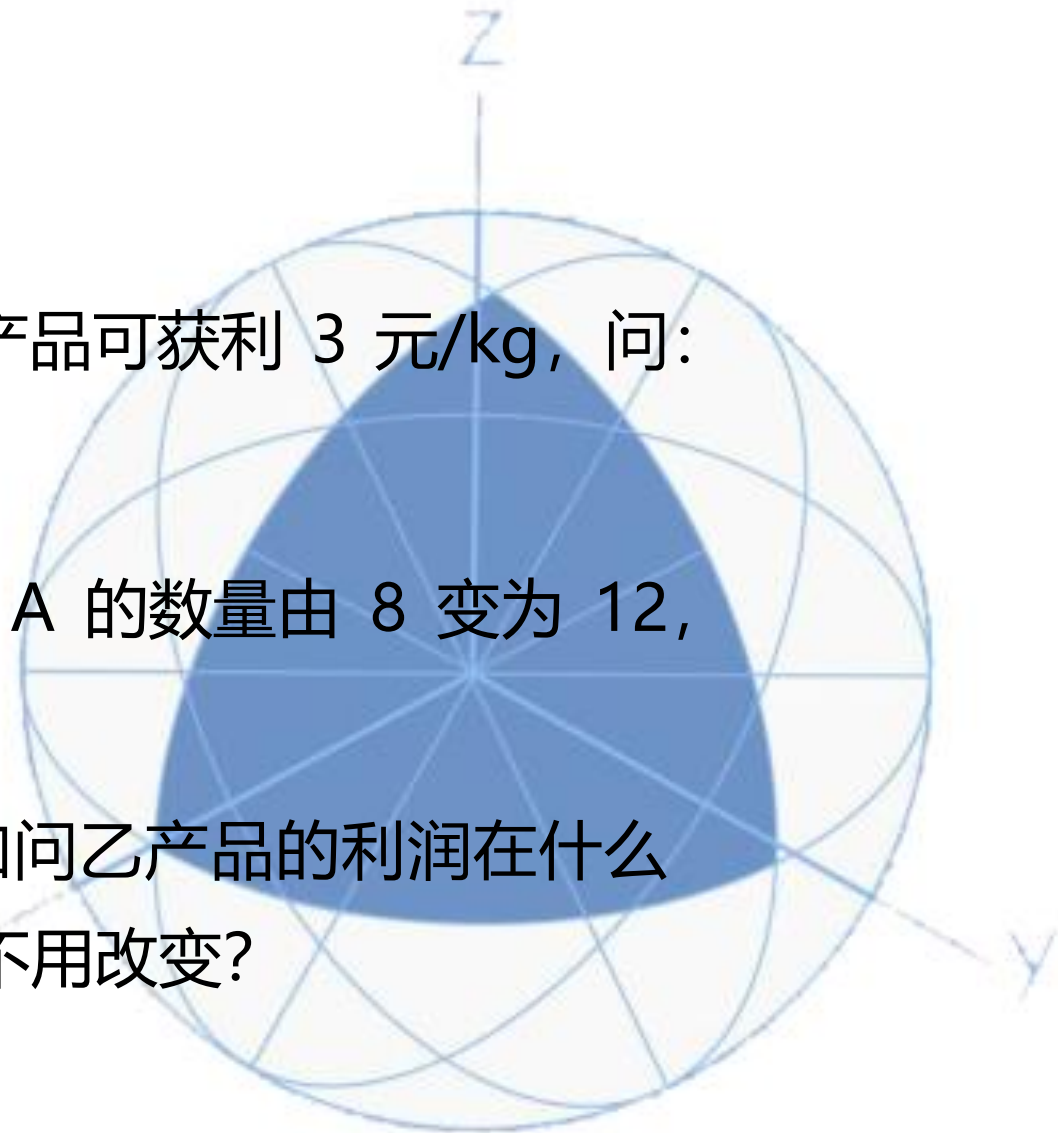 Z
产品可获利 3 元/kg，问：
A 的数量由 8 变为 12，
问乙产品的利润在什么
不用改变？
y